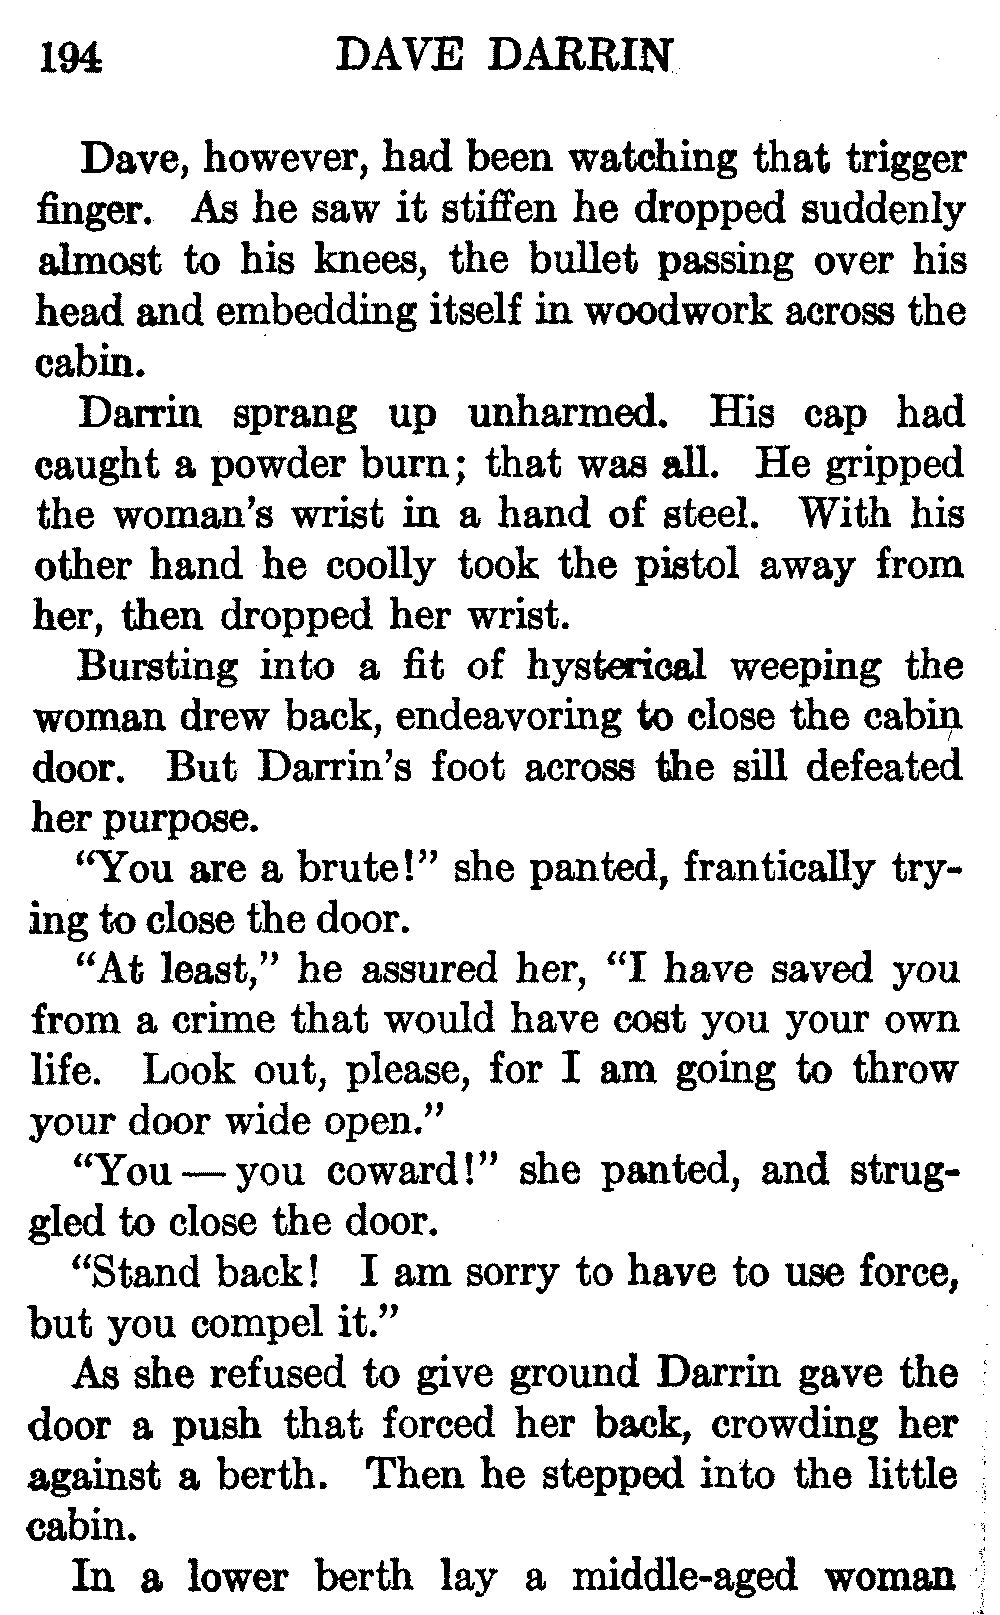 194 DAVE DARRIN
Dave, however, had been watching that trigger
finger. As he saw it stiffen he dropped suddenly
almost to his knees, the bullet passing over his
head and embedding itself in woodwork across the
cabin.
Darrin sprang up unharmed. His cap had
caught a powder burn; that was all. He gripped
the woman's wrist in a hand of steel. With his
other hand he coolly took the pistol away from
her, then dropped her wrist.
Bursting into a fit of hysterical weeping the
woman drew back, endeavoring to close the cabin
door. But Darrin's foot across the sill defeated
her purpose.
“You are a brute!” she panted, frantically try-
ing to close the door.
“At least,” he assured her, “I have saved you
from a crime that would have cost you your own
life. Look out, please, for I am going to throw
your door wide open.”
“You — you coward!” she panted, and strug-
gled to close the door.
“Stand back! I am sorry to have to use force,
but you compel it.”
As she refused to give ground Darrin gave the
door a push that forced her back, crowding her
against a berth. Then he stepped into the little
cabin.
In a lower berth lay a middle-aged woman